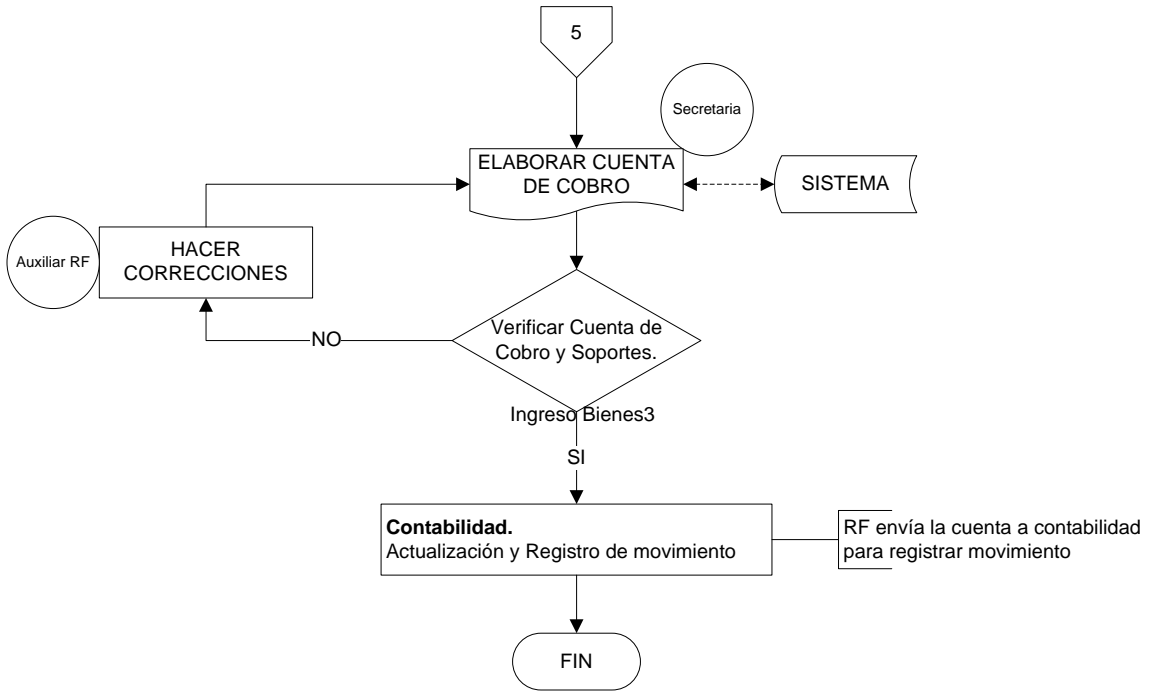 5
Secretaria
ELABORAR CUENTA
DE COBRO
SISTEMA
Auxiliar RF
HACER
CORRECCIONES
Verificar Cuenta de
Cobro y Soportes.
NO
Ingreso Bienes3
SI
Contabilidad.
Actualización y Registro de movimiento
RF envía la cuenta a contabilidad
para registrar movimiento
FIN